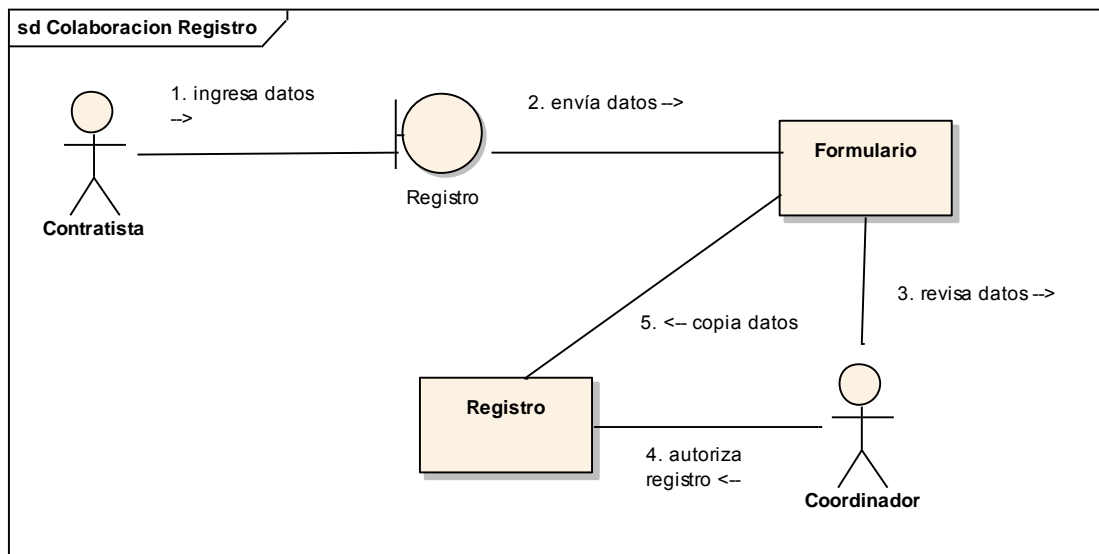 sd Colaboracion Registro
1. ingresa datos
-->
2. envía datos -->
Formulario
Registro
Contratista
3. revisa datos -->
5. <-- copia datos
Registro
4. autoriza
registro <--
Coordinador